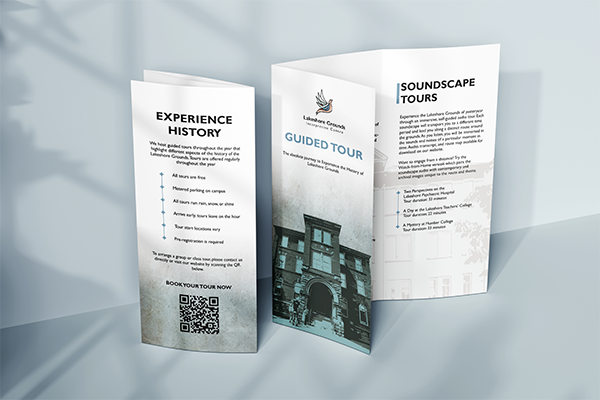 EXPERIENCE
HISTORY
We host guided tours throughout the year that
highlight different aspects of the history of the
Lakeshore Grounds. Tours are offered regularly
throughout the year
All tours are free
Metered parking on campus
All tours run rain, snow, or shine
Arrive early, tours leave on the hour
Tour start locations vary
Pre-registration is required
To arrange a group or class tour please contact us
directly or visit our website by scanning the QR
below.
BOOK YOUR TOUR NOW
Lakeshore Grounds
Interpretive Centre
GUIDED TOUR
The absolute journey to Experience the History of
Lakeshore Grounds
SOUNDSCAPE
TOURS
Experience the Lakeshore Grounds of yesteryear
through an immersive, self-guided audio tour. Each
soundscape will transport you to a different time
period and lead you along a distinct route around
the grounds. As you listen, you will be immersed in
the sounds and voices of a particular moment in
time. Audio, transcript, and route map available for
download on our website.
Want to engage from a distance? Try the
Watch-from-Home version which pairs the
soundscape audio with contemporary and
archival images unique to the route and theme.
Two Perspectives on the
Lakeshore Psychiatric Hospital
Tour duration 33 minutes
A Day at the Lakeshore Teachers' College
Tour duration 22 minutes
A Mystery at Humber College
Tour duration 33 minutes